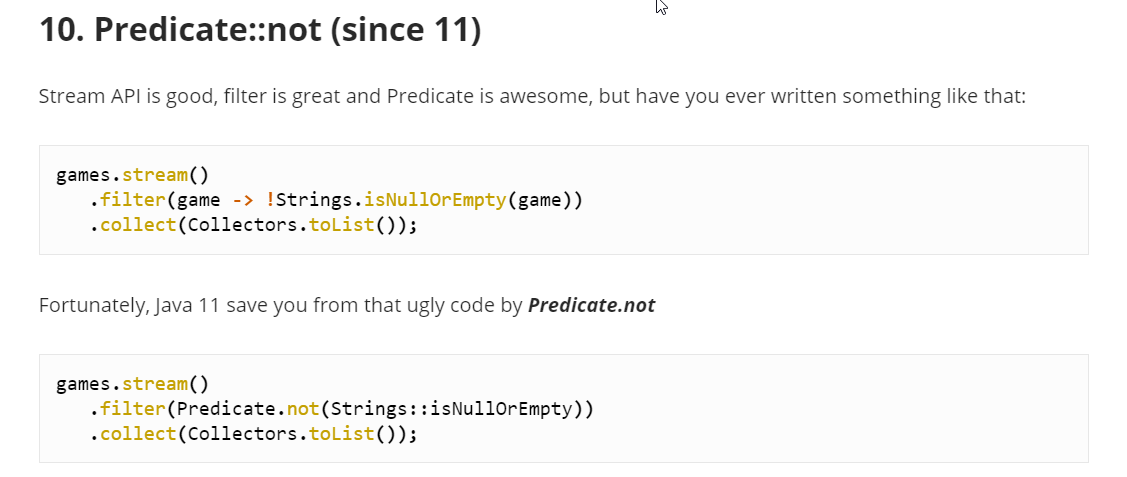 10. Predicate::not (since 11)
Stream API is good, filter is great and Predicate is awesome, but have you ever written something like that:
games.stream()
   .filter(game -> !Strings.isNullOrEmpty(game))
   .collect(Collectors.toList());
Fortunately, Java 11 save you from that ugly code by Predicate.not
games.stream()
   .filter(Predicate.not(Strings::isNullOrEmpty))
   .collect(Collectors.toList());